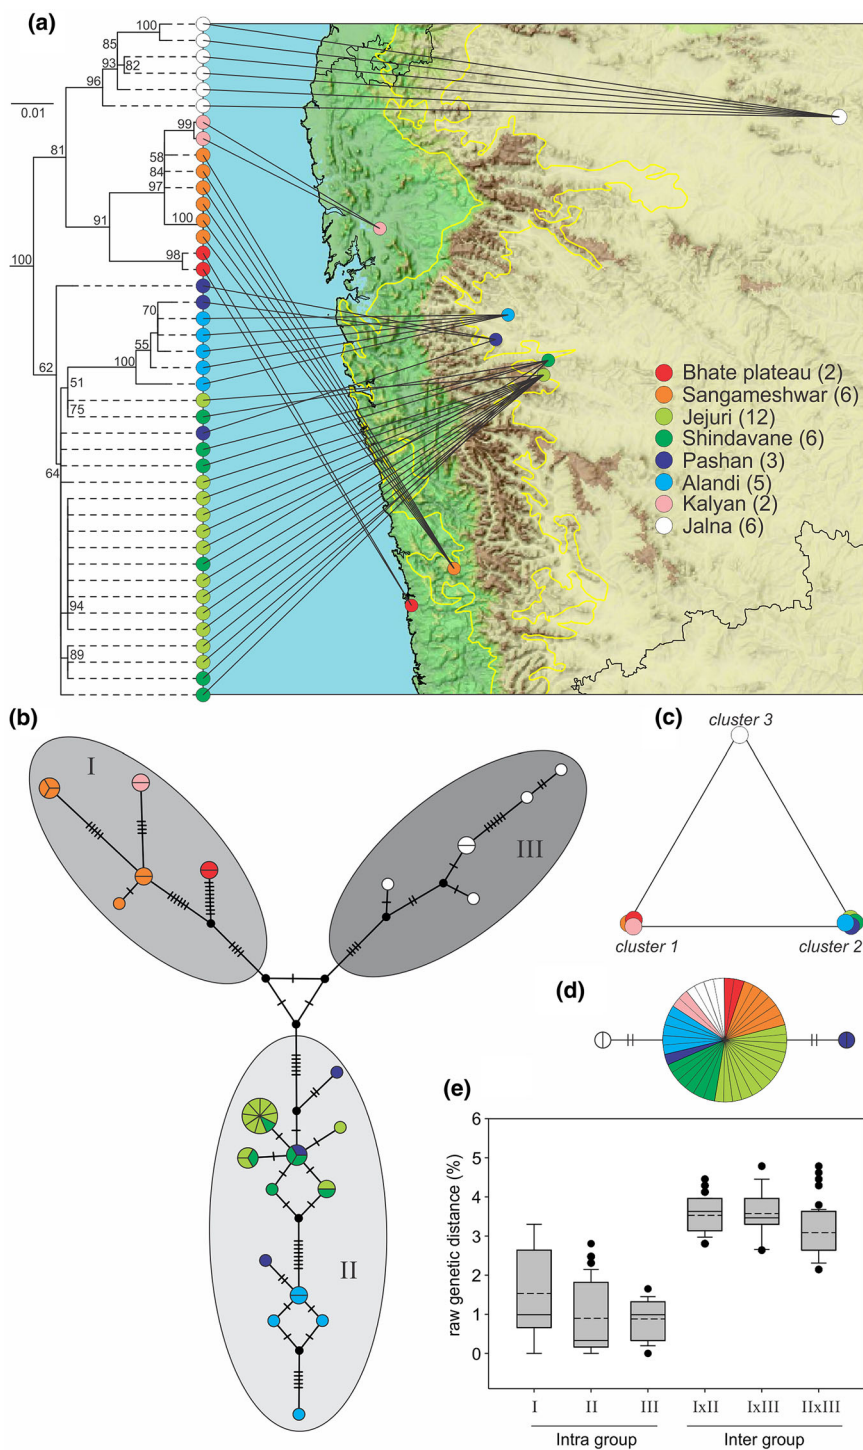 (a)
100
85
93
82
96
0.01
99
81
58
84
97
91
100
98
100
70
62
55
100
51
75
64
94
89
Bhate plateau (2)
Sangameshwar (6)
Jejuri (12)
Shindavane (6)
Pashan (3)
Alandi (5)
Kalyan (2)
Jalna (6)
(b)
I
III
II
(c)
cluster 3
cluster 1
cluster 2
(d)
(e)
raw genetic distance (%)
6
5
4
3
2
1
0
I
II
III
IxII
IxIII
IIxIII
Intra group
Inter group